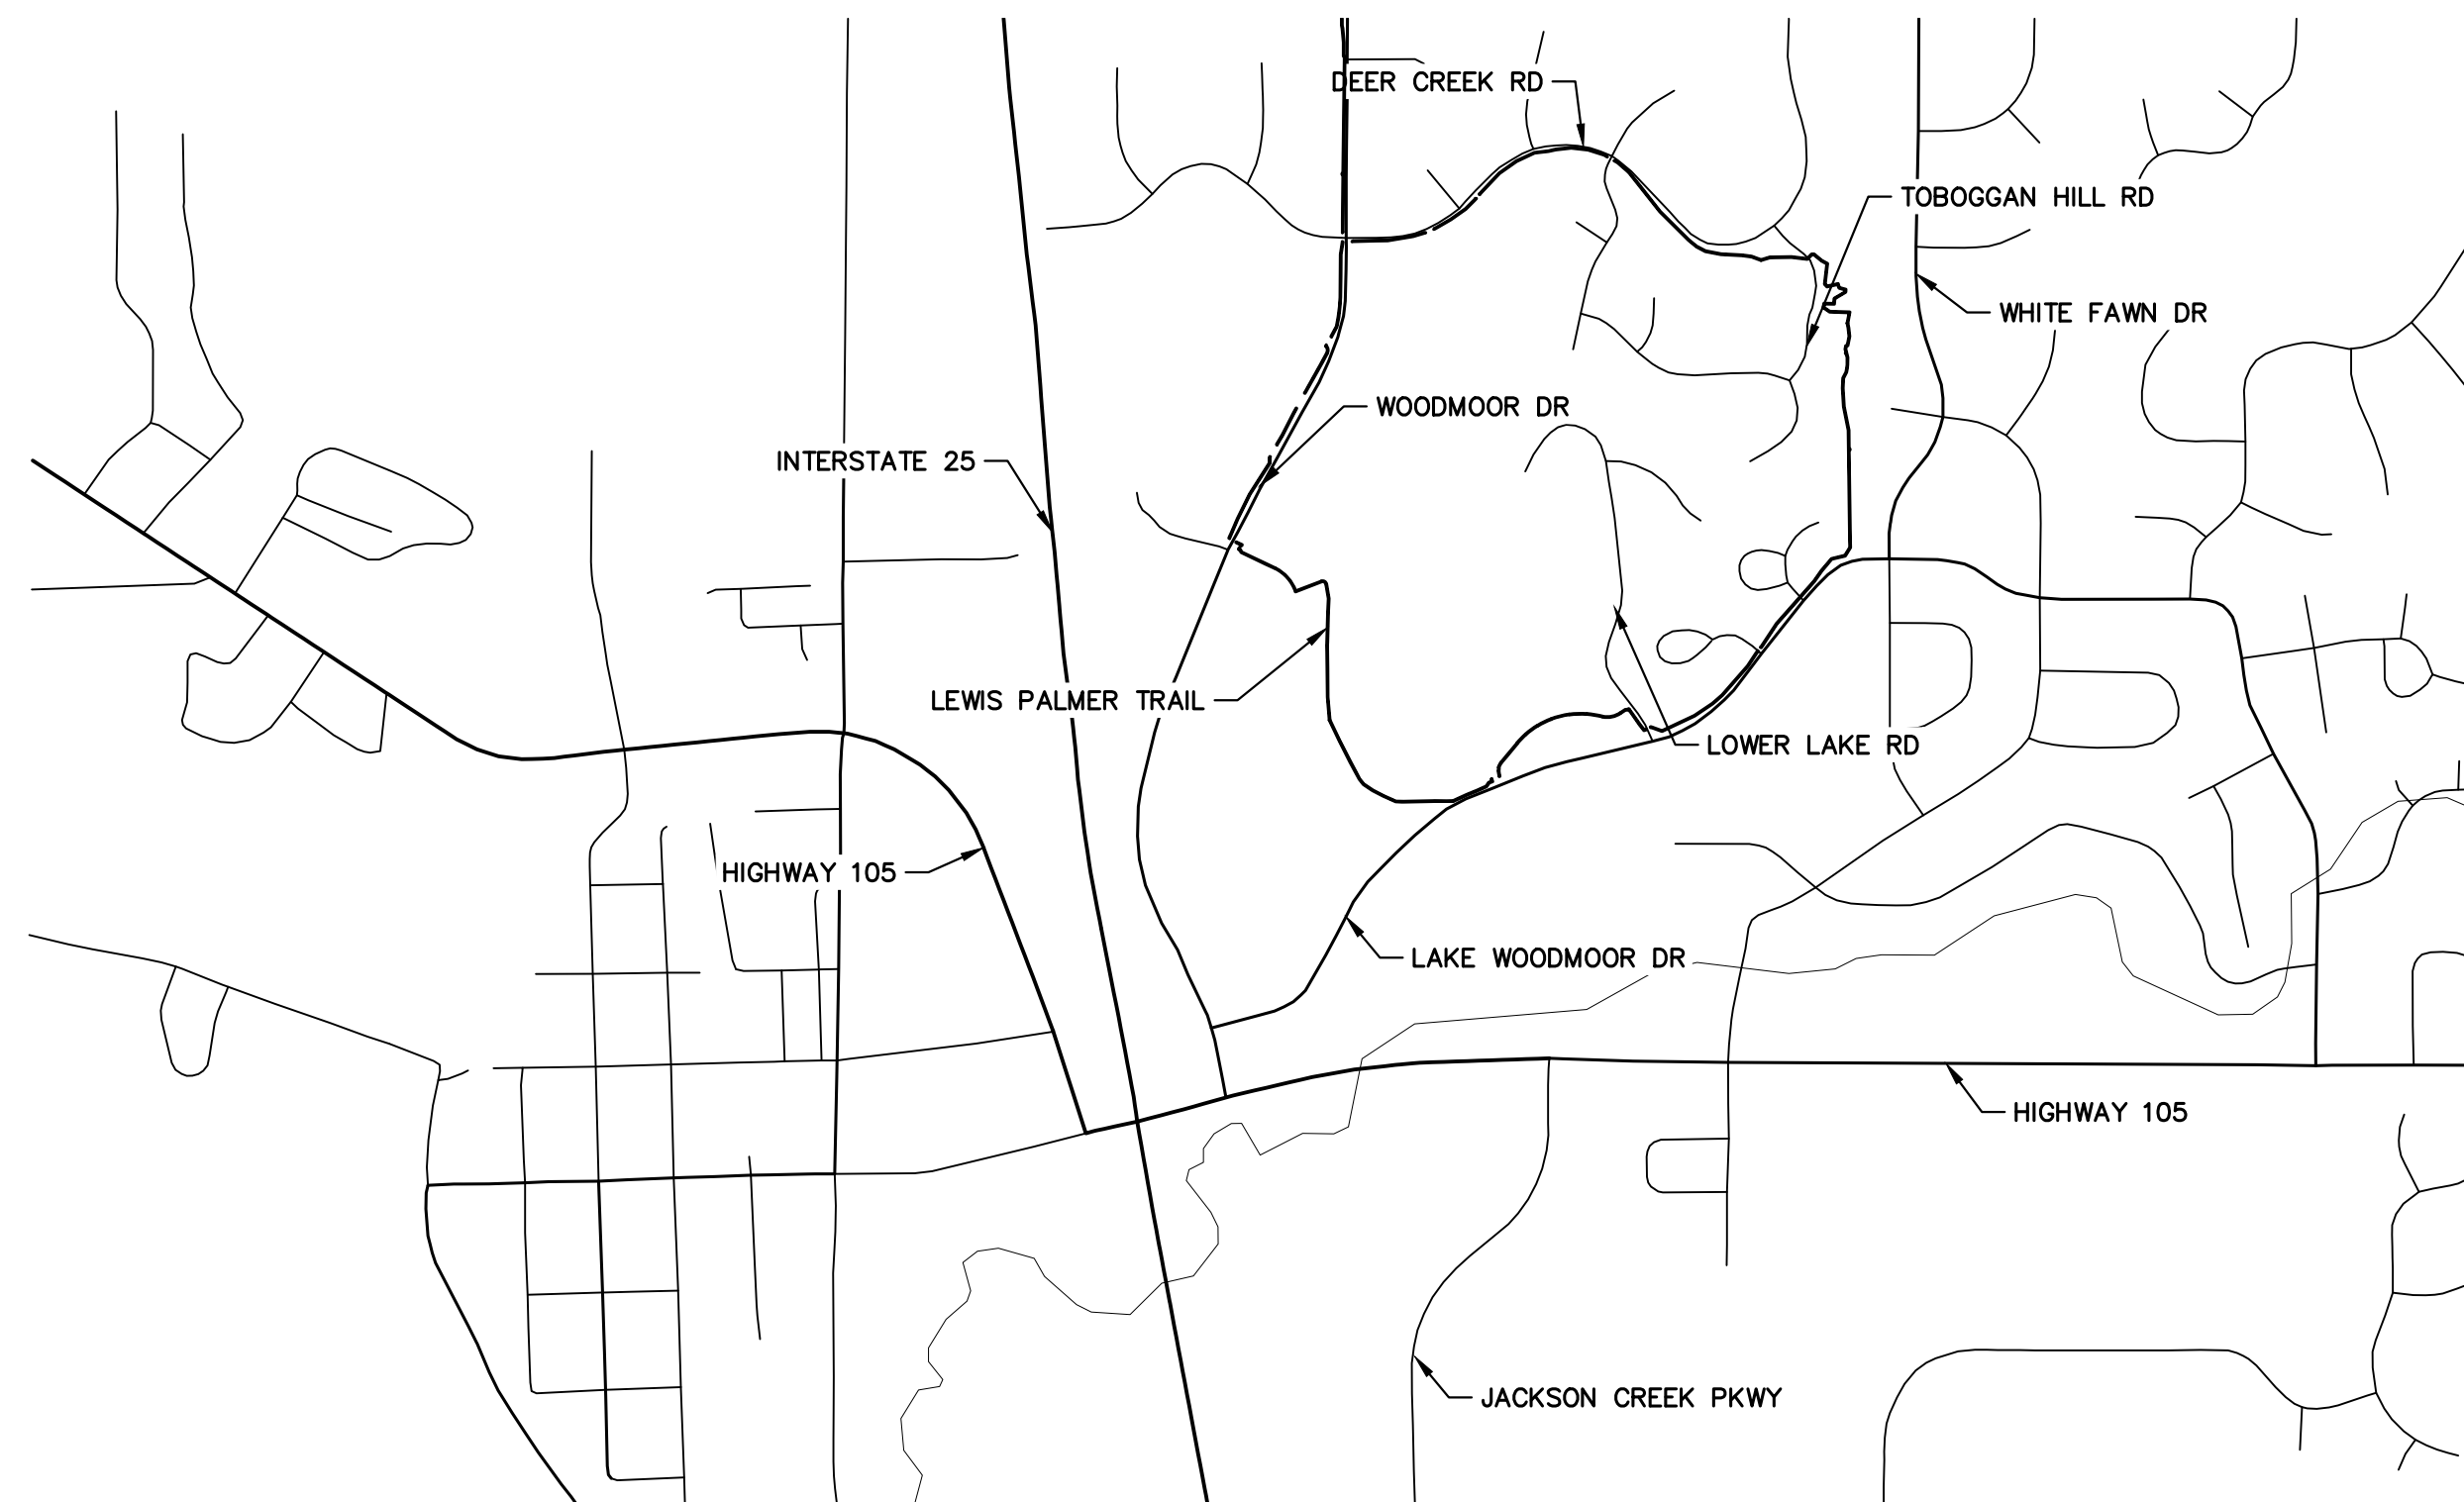 DEER CREEK RD
TOBOGGAN HILL RD
WHITE FAWN DR
WOODMOOR DR
INTERSTATE 25
LEWIS PALMER TRAIL
LOWER LAKE RD
HIGHWAY 105
LAKE WOODMOOR DR
HIGHWAY 105
JACKSON CREEK PKWY